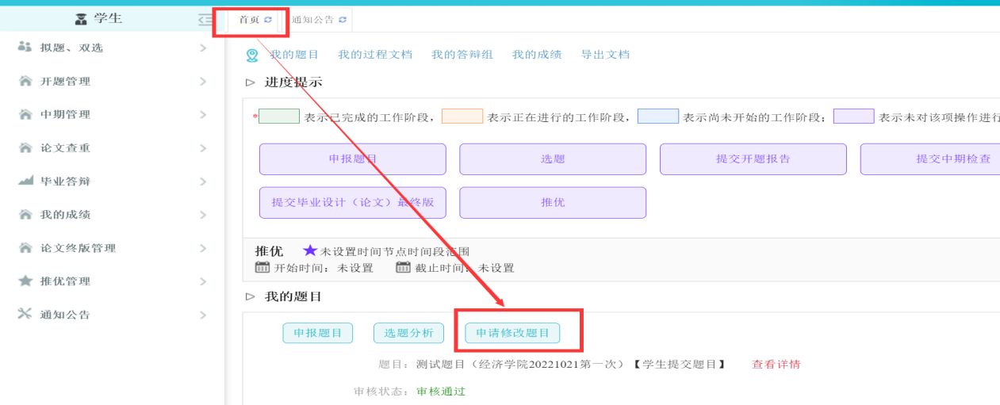 学生
首页 通知公告
拟题、双选
开题管理
中期管理
论文查重
毕业答辩
我的成绩
论文终版管理
推优管理
通知公告
我的题目 我的过程文档 我的答辩组 我的成绩 导出文档
进度提示
* 表示已完成的工作阶段， 表示正在进行的工作阶段， 表示尚未开始的工作阶段； 表示未对该项操作进行
申报题目 选题 提交开题报告 提交中期检查
提交毕业设计（论文）最终版 推优
推优 ★未设置时间节点时间段范围
开始时间：未设置 截止时间：未设置
我的题目
申报题目 选题分析 申请修改题目
题目：测试题目（经济学院20221021第一次）【学生提交题目】 查看详情
审核状态：审核通过